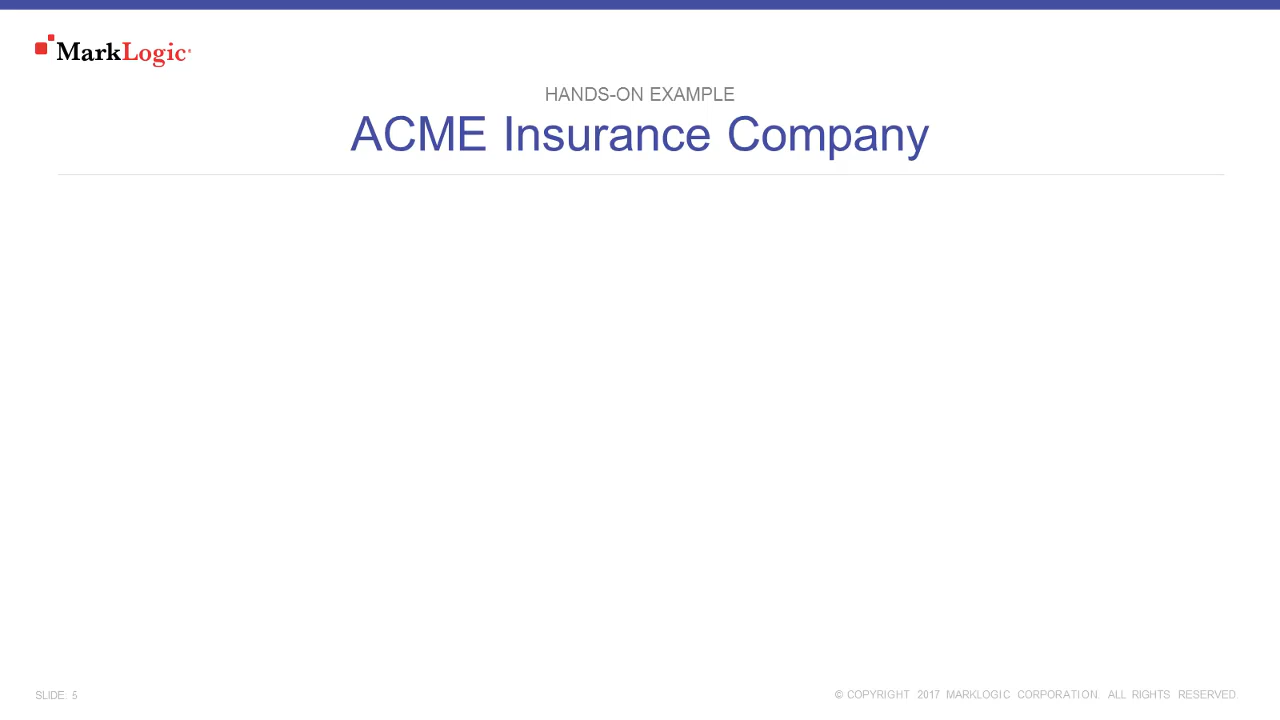 MarkLogic
HANDS-ON EXAMPLE
ACME Insurance Company
SLIDE: 5
© COPYRIGHT 2017 MARKLOGIC CORPORATION. ALL RIGHTS RESERVED.